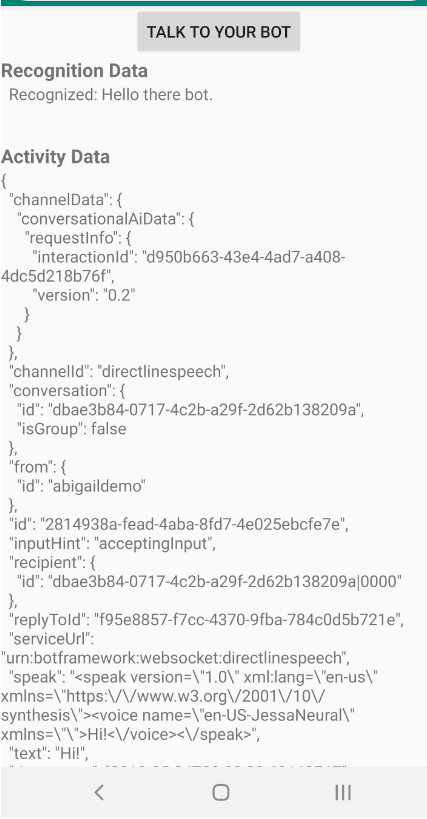 TALK TO YOUR BOT
Recognition Data
Recognized: Hello there bot.
Activity Data
{
"channelData": {
"conversationalAiData": {
"requestInfo": {
"interactionId": "d950b663-43e4-4ad7-a408-
4dc5d218b76f",
"version": "0.2"
}
}
},
"channelId": "directlinespeech",
"conversation": {
"id": "dbae3b84-0717-4c2b-a29f-2d62b138209a",
"isGroup": false
},
"from": {
"id": "abigaildemo"
},
"id": "2814938a-fead-4aba-8fd7-4e025ebcfe7e",
"inputHint": "acceptingInput",
"recipient": {
"id": "dbae3b84-0717-4c2b-a29f-2d62b138209a|0000"
},
"replyToId": "f95e8857-f7cc-4370-9fba-784c0d5b721e",
"serviceUrl":
"urn:botframework:websocket:directlinespeech",
"speak": "<speak version=\"1.0\" xml:lang=\"en-us\"
xmlns=\"https:\/\/www.w3.org\/2001\/10\/
synthesis\"><voice name=\"en-US-JessaNeural\"
xmlns=\"\">Hi!<\/voice><\/speak>",
"text": "Hi!",